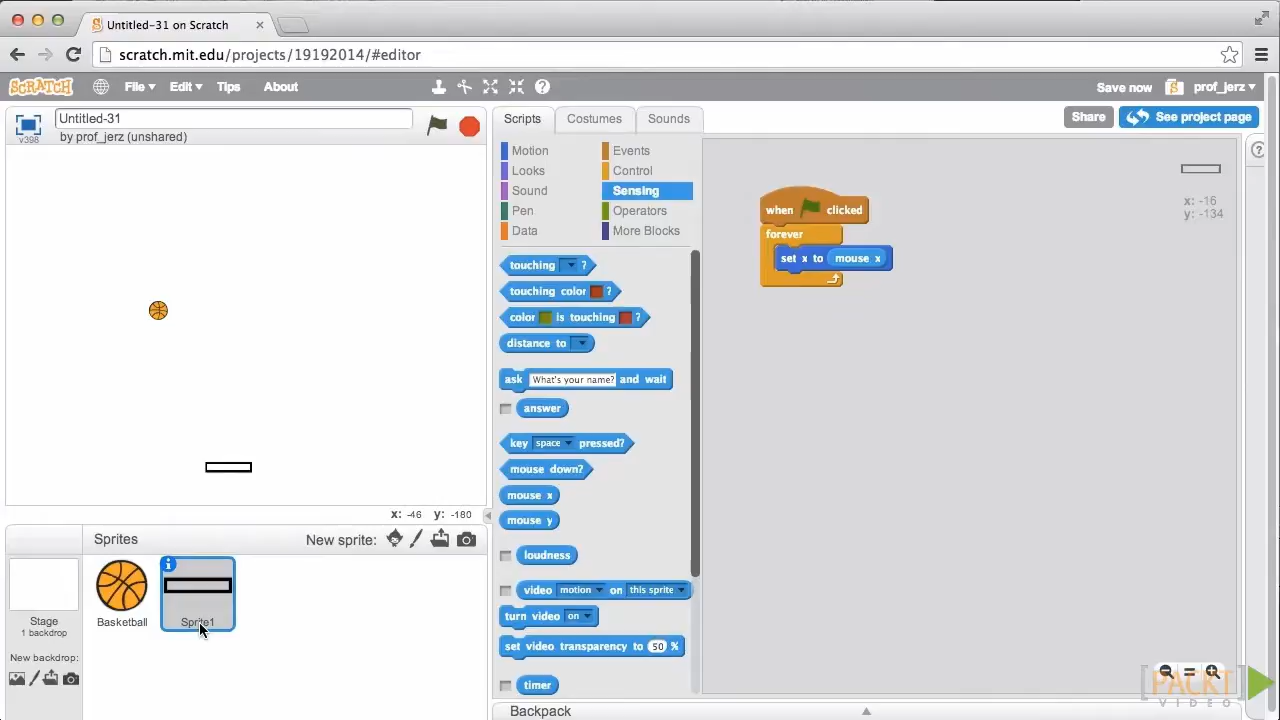 Untitled-31 on Scratch
scratch.mit.edu/projects/19192014/#editor
SCRATCH File Edit Tips About Save now prof_jerz
v398 Untitled-31
by prof_jerz (unshared)
Scripts Costumes Sounds Share See project page
Motion Events
Looks Control
Sound Sensing
Pen Operators
Data More Blocks
touching ?
touching color ?
color is touching ?
distance to
ask What's your name? and wait
answer
key space pressed?
mouse down?
mouse x
mouse y
loudness
video motion on this sprite
turn video on
set video transparency to 50 %
timer
when clicked
forever
set x to mouse x
x: -16
y: -134
x: -46 y: -180
Sprites New sprite:
Stage
1 backdrop
New backdrop:
Basketball
Sprite1
Backpack
PACKT
VIDEO